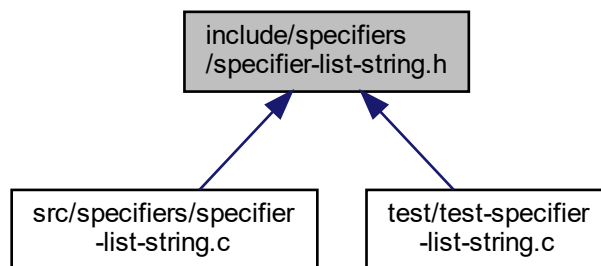 include/specifiers
/specifier-list-string.h
src/specifiers/specifier
-list-string.c
test/test-specifier
-list-string.c